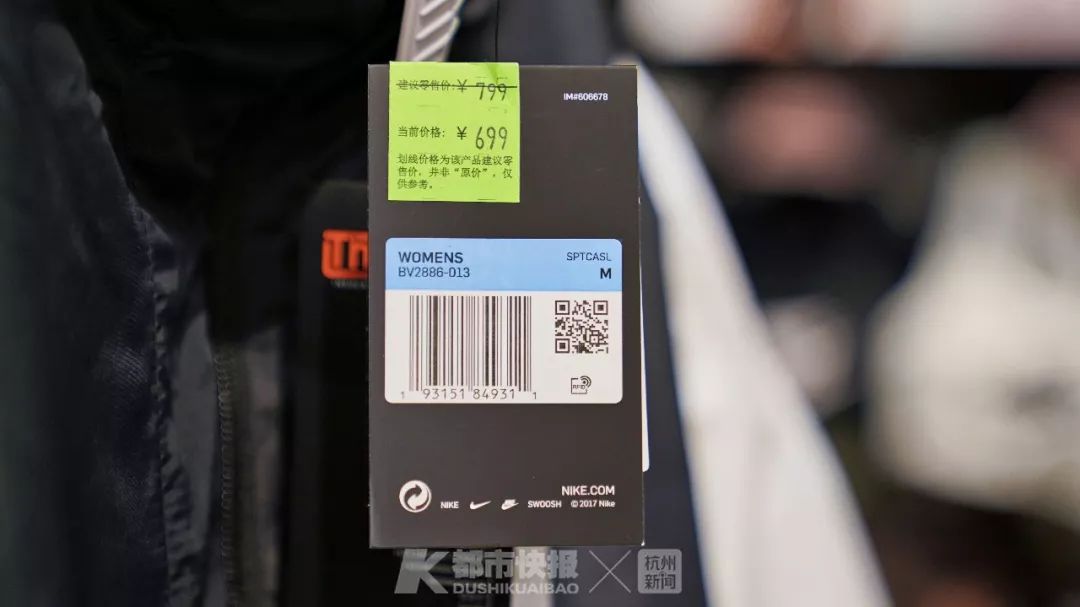 建议零售价:¥ 799
IM#606678
当前价格: ¥ 699
划线价格为该产品建议零
售价，并非“原价”，仅
供参考。
WOMENS
SPTCASL
BV2886-013
M
1 93151 84931 1
RFID
NIKE.COM
NIKE SWOOSH © 2017 Nike
都市快报
DUSHIKUAIBAO
杭州
新闻